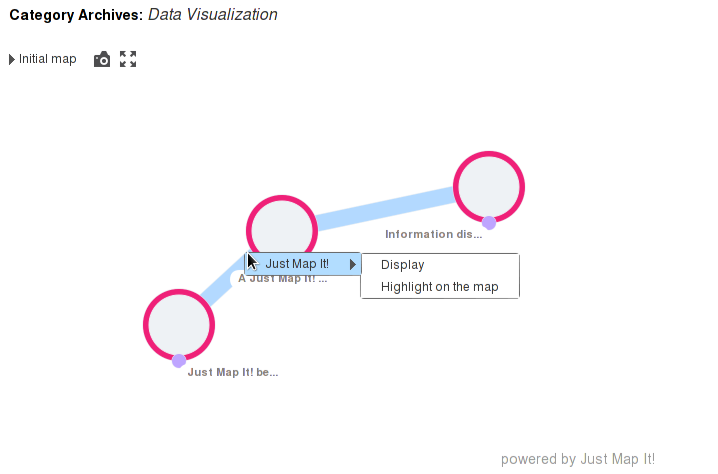 Category Archives: Data Visualization
Initial map
Information dis...
Just Map It!
Display
A Just Map It! ...
Highlight on the map
Just Map It! be...
powered by Just Map It!